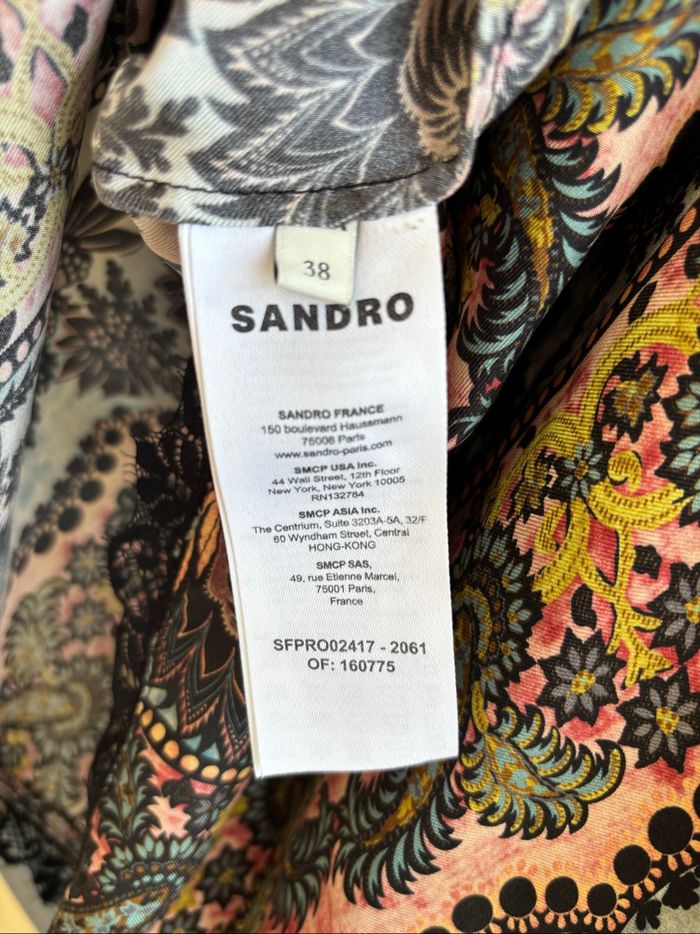 38
SANDRO
SANDRO FRANCE
150 boulevard Haussmann
75008 Paris
www.sandro-paris.com
SMCP USA Inc.
44 Wall Street, 12th Floor
New York, New York 10005
RN132784
SMCP ASIA Inc.
The Centrium, Suite 3203A-5A, 32/F
60 Wyndham Street, Central
HONG-KONG
SMCP SAS,
49, rue Etienne Marcel,
75001 Paris,
France
SFPRO02417 - 2061
OF: 160775